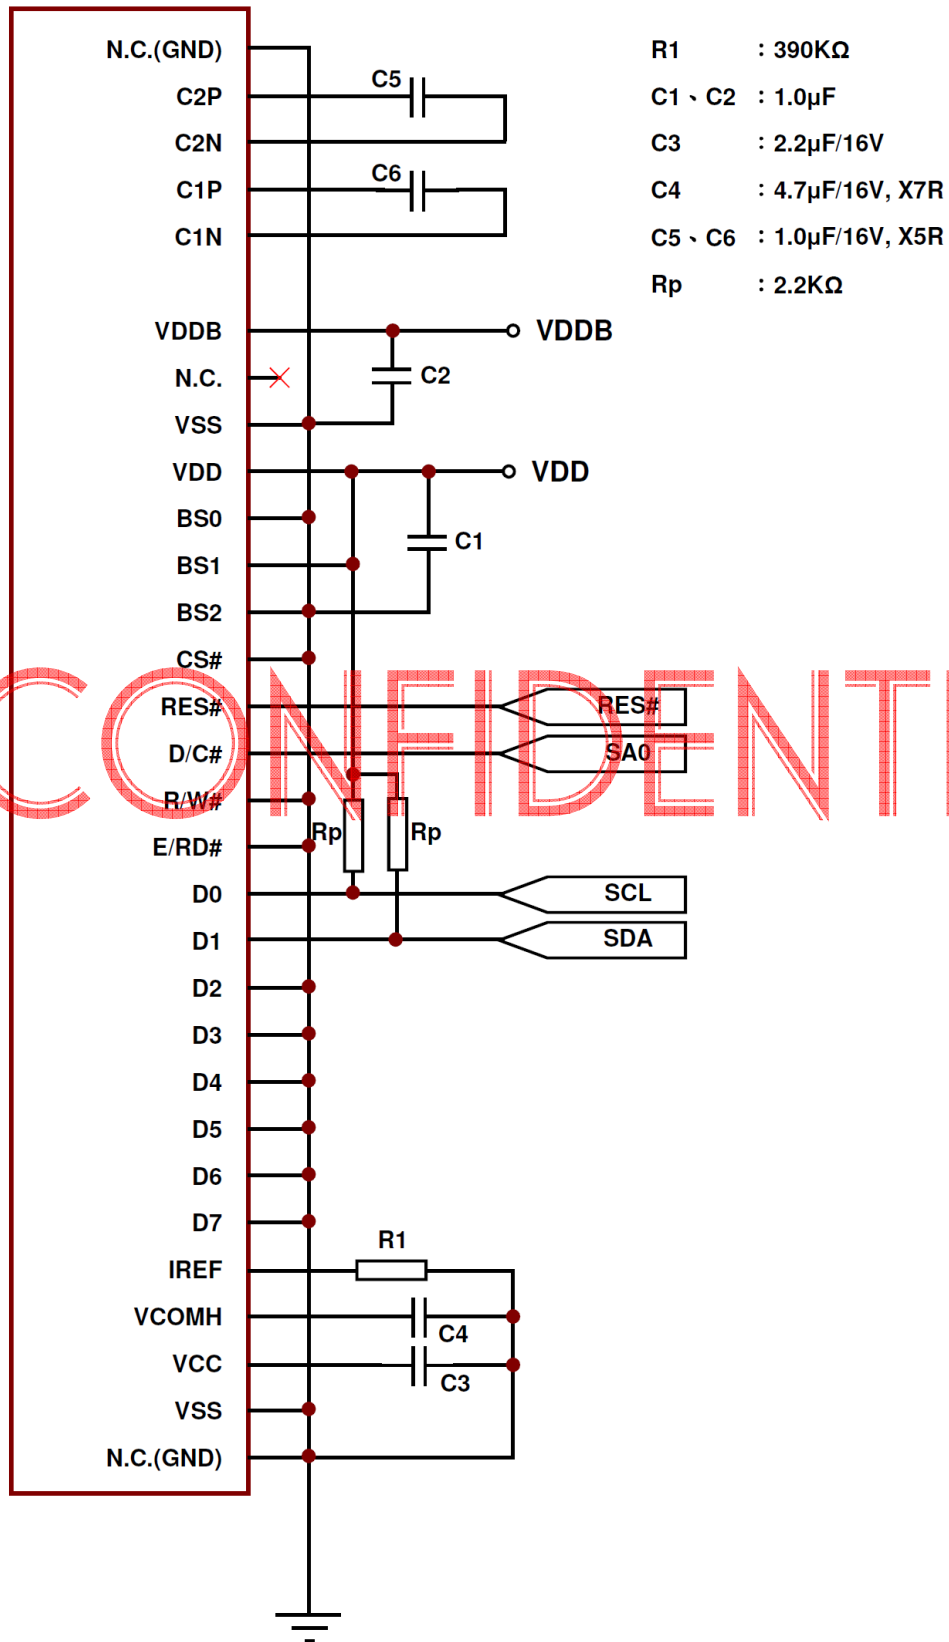 N.C.(GND)
C2P
C2N
C1P
C1N
VDDB
N.C.
VSS
VDD
BS0
BS1
BS2
CS#
RES#
D/C#
R/W#
E/RD#
D0
D1
D2
D3
D4
D5
D6
D7
IREF
VCOMH
VCC
VSS
N.C.(GND)
C5
C6
VDDB
C2
VDD
C1
RES#
SA0
Rp
Rp
SCL
SDA
R1
C4
C3
R1 : 390KΩ
C1、C2 : 1.0μF
C3 : 2.2μF/16V
C4 : 4.7μF/16V, X7R
C5、C6 : 1.0μF/16V, X5R
Rp : 2.2KΩ
CONFIDENTI